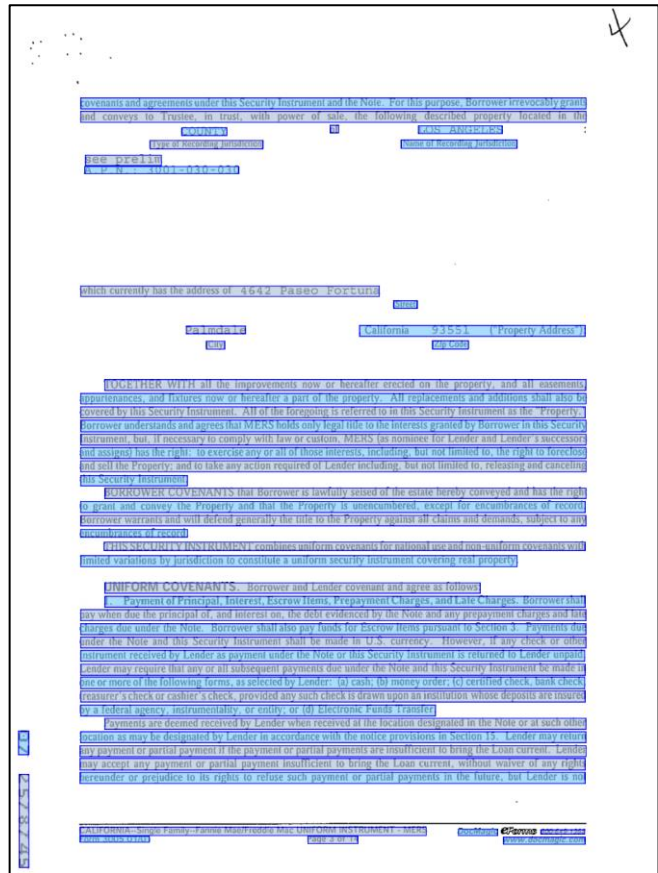 4
covenants and agreements under this Security Instrument and the Note. For this purpose, Borrower irrevocably grants
and conveys to Trustee, in trust, with power of sale, the following described property located in the
COUNTY of LOS ANGELES :
Type of Recording Jurisdiction Name of Recording Jurisdiction
see prelim
A.P.N.: 3001-030-030
which currently has the address of 4642 Paseo Fortuna
Street
Palmdale , California 93551 ("Property Address"):
City Zip Code
TOGETHER WITH all the improvements now or hereafter erected on the property, and all easements,
appurtenances, and fixtures now or hereafter a part of the property. All replacements and additions shall also be
covered by this Security Instrument. All of the foregoing is referred to in this Security Instrument as the "Property."
Borrower understands and agrees that MERS holds only legal title to the interests granted by Borrower in this Security
Instrument, but, if necessary to comply with law or custom, MERS (as nominee for Lender and Lender's successors
and assigns) has the right: to exercise any or all of those interests, including, but not limited to, the right to foreclose
and sell the Property; and to take any action required of Lender including, but not limited to, releasing and canceling
this Security Instrument.
BORROWER COVENANTS that Borrower is lawfully seised of the estate hereby conveyed and has the right
to grant and convey the Property and that the Property is unencumbered, except for encumbrances of record.
Borrower warrants and will defend generally the title to the Property against all claims and demands, subject to any
encumbrances of record.
THIS SECURITY INSTRUMENT combines uniform covenants for national use and non-uniform covenants with
limited variations by jurisdiction to constitute a uniform security instrument covering real property.
UNIFORM COVENANTS. Borrower and Lender covenant and agree as follows:
1. Payment of Principal, Interest, Escrow Items, Prepayment Charges, and Late Charges. Borrower shall
pay when due the principal of, and interest on, the debt evidenced by the Note and any prepayment charges and late
charges due under the Note. Borrower shall also pay funds for Escrow Items pursuant to Section 3. Payments due
under the Note and this Security Instrument shall be made in U.S. currency. However, if any check or other
instrument received by Lender as payment under the Note or this Security Instrument is returned to Lender unpaid,
Lender may require that any or all subsequent payments due under the Note and this Security Instrument be made in
one or more of the following forms, as selected by Lender: (a) cash; (b) money order; (c) certified check, bank check,
treasurer's check or cashier's check, provided any such check is drawn upon an institution whose deposits are insured
by a federal agency, instrumentality, or entity; or (d) Electronic Funds Transfer.
Payments are deemed received by Lender when received at the location designated in the Note or at such other
location as may be designated by Lender in accordance with the notice provisions in Section 15. Lender may return
any payment or partial payment if the payment or partial payments are insufficient to bring the Loan current. Lender
may accept any payment or partial payment insufficient to bring the Loan current, without waiver of any rights
hereunder or prejudice to its rights to refuse such payment or partial payments in the future, but Lender is not
CALIFORNIA--Single Family--Fannie Mae/Freddie Mac UNIFORM INSTRUMENT - MERS DocMagic eForms
Form 3005 01/01 Page 3 of 14 www.docmagic.com